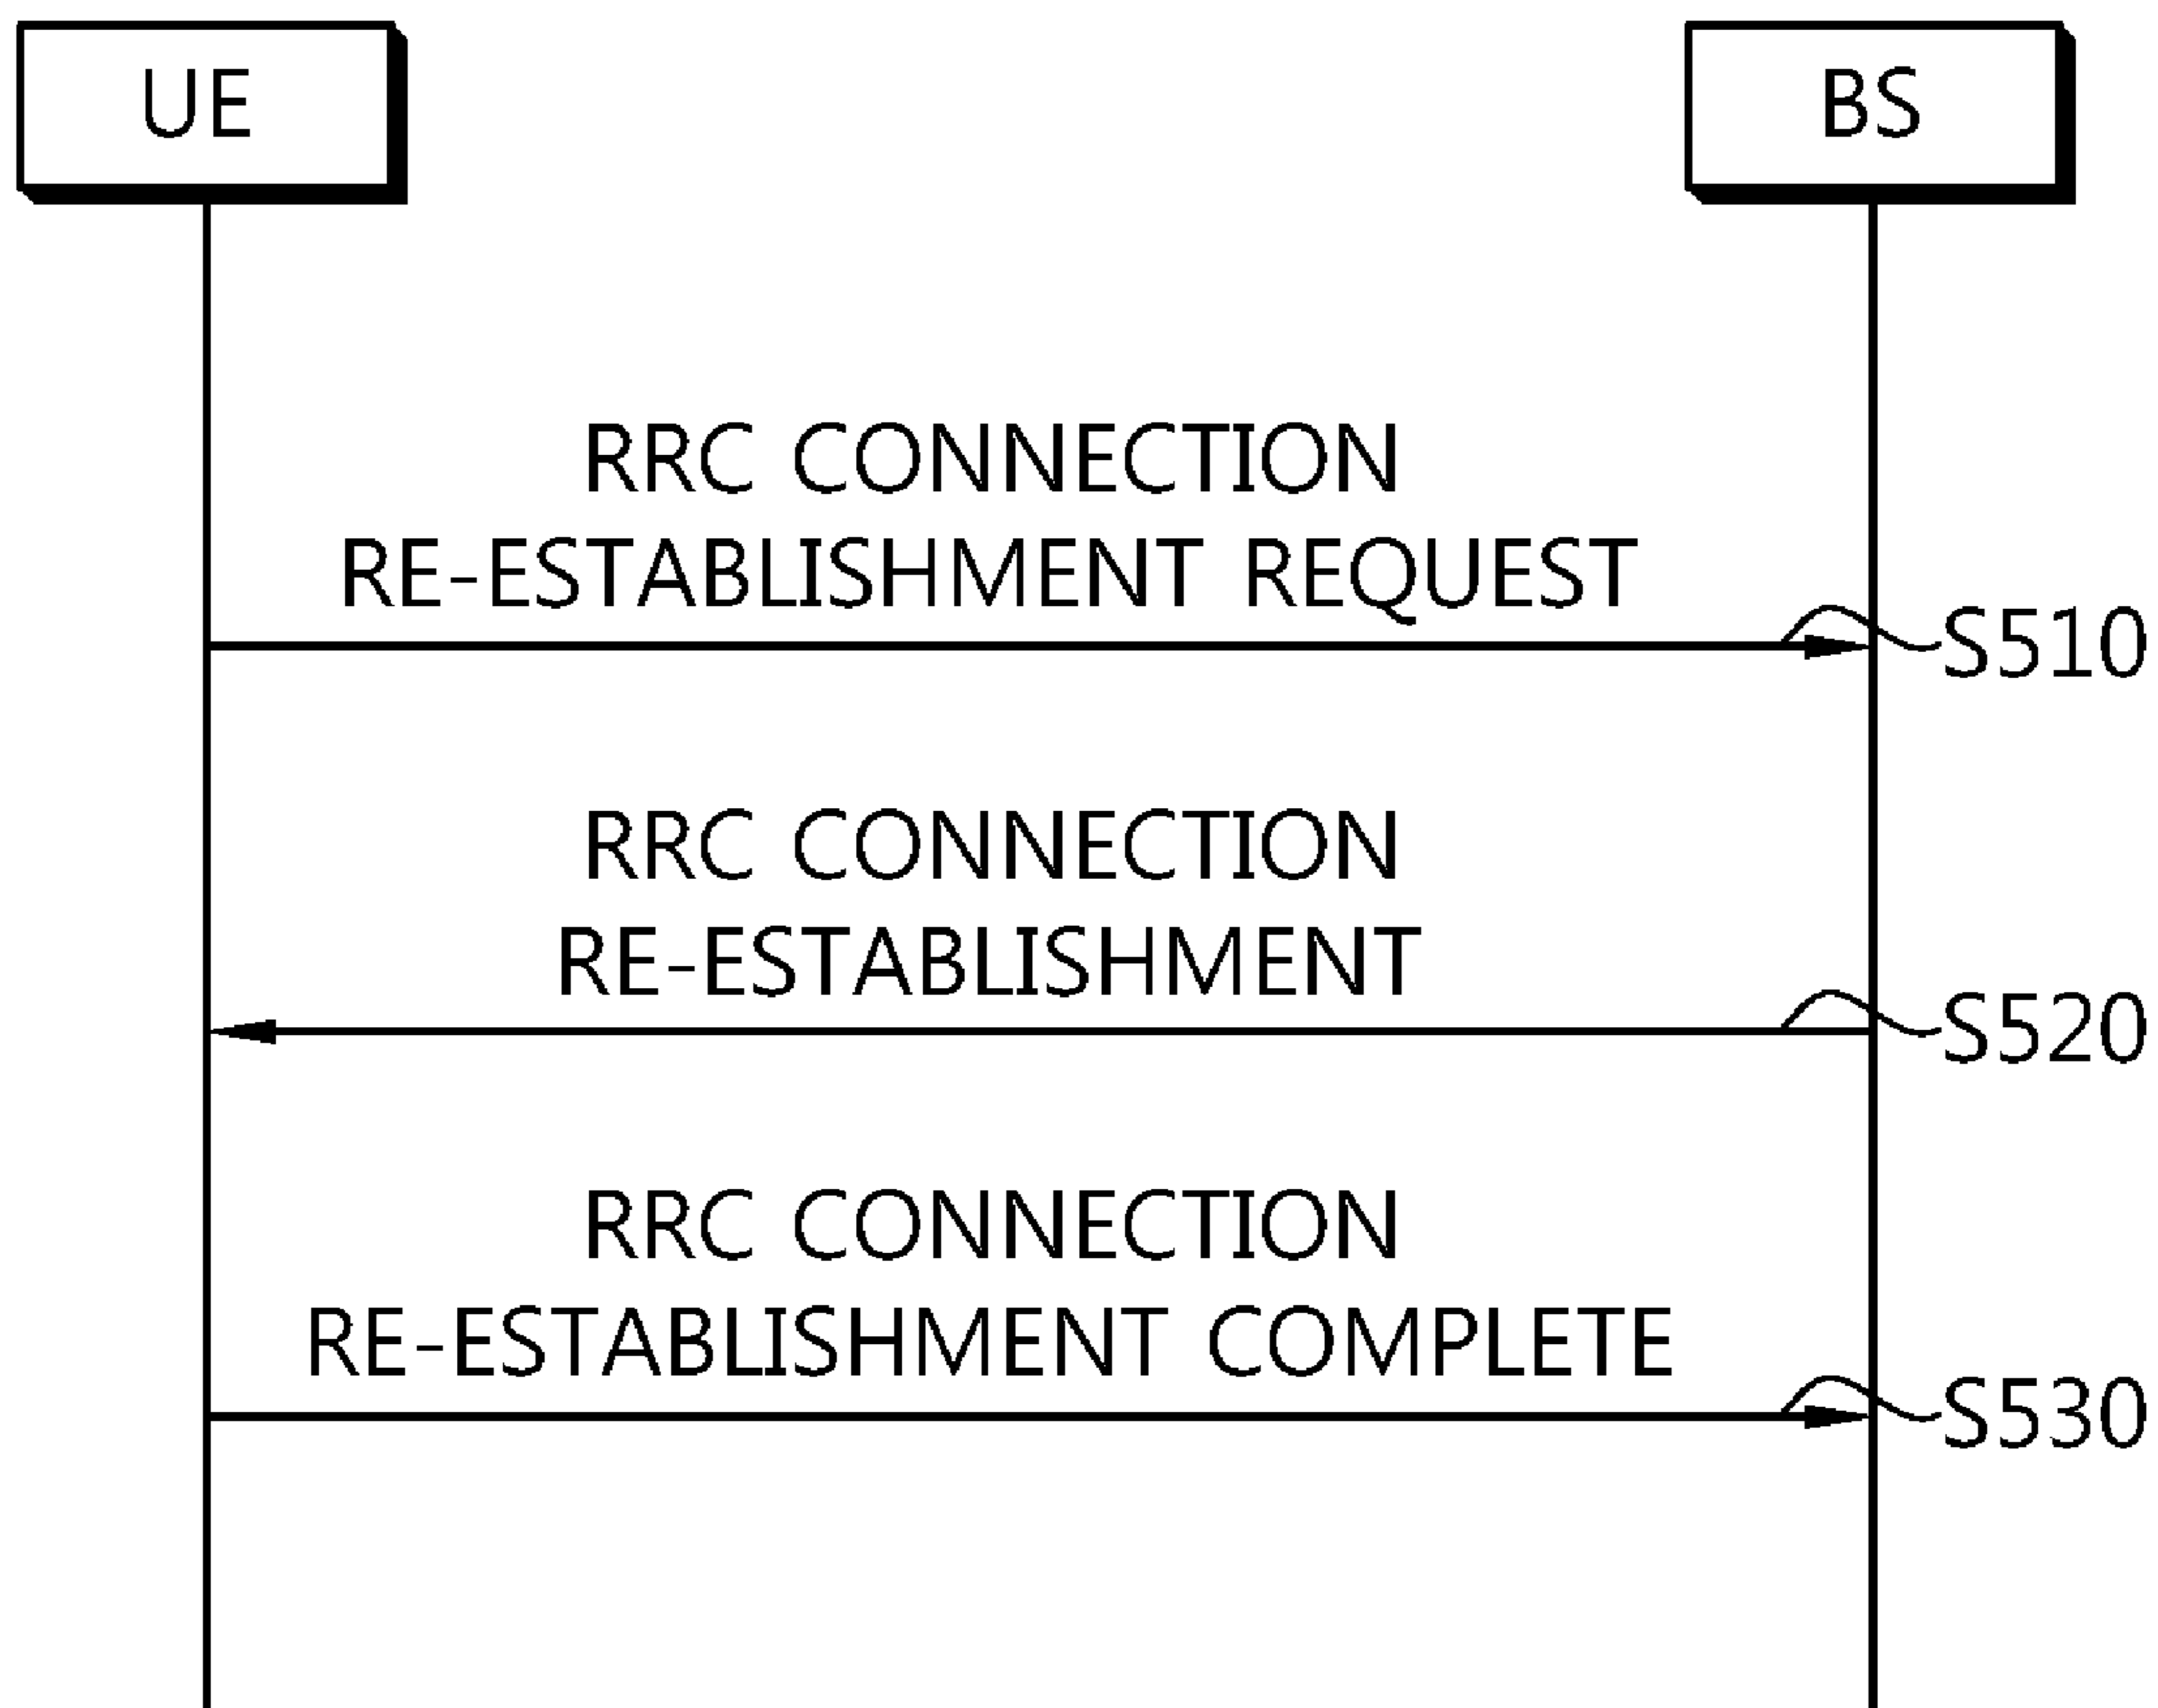 UE
BS
RRC CONNECTION
RE-ESTABLISHMENT REQUEST
S510
RRC CONNECTION
RE-ESTABLISHMENT
S520
RRC CONNECTION
RE-ESTABLISHMENT COMPLETE
S530